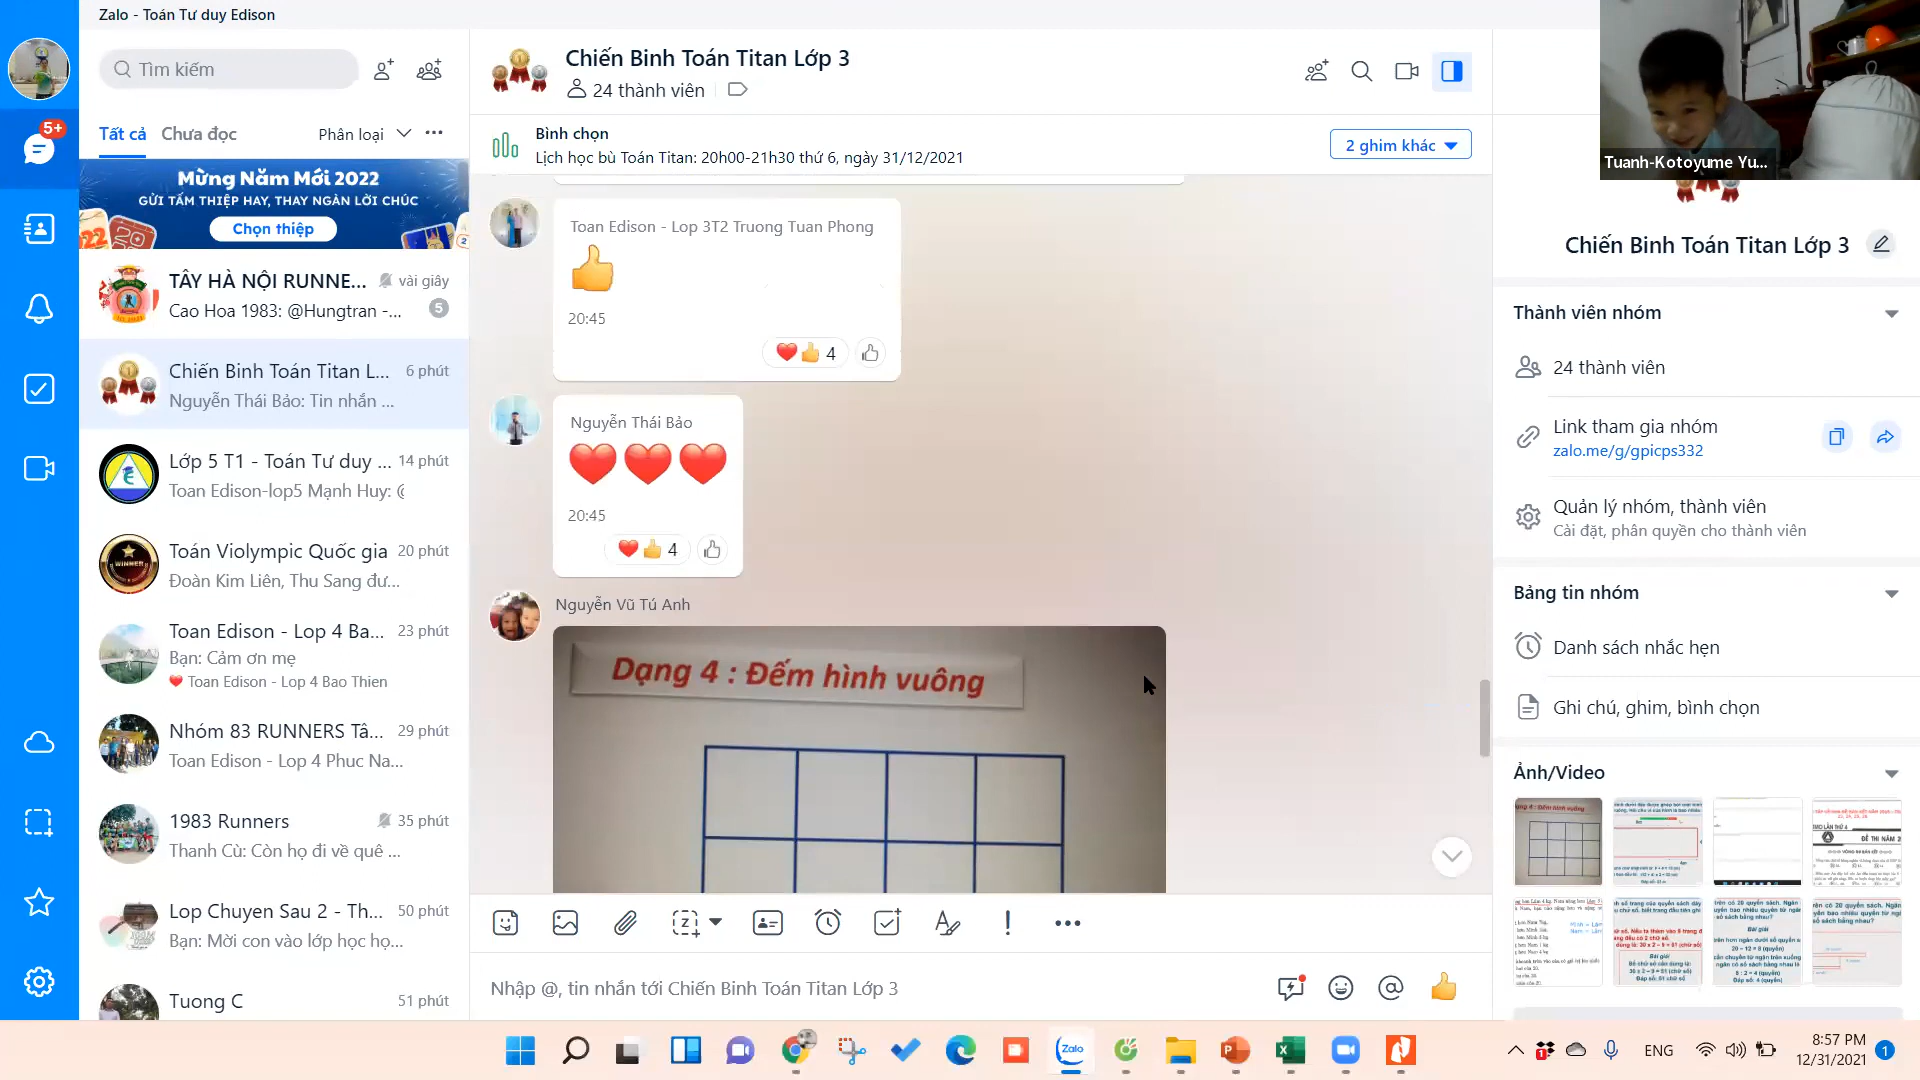 Zalo - Toán Tư duy Edison
Tìm kiếm
Tất cả
Chưa đọc
Phân loại
5+
Mừng Năm Mới 2022
GỬI TẤM THIỆP HAY, THAY NGÀN LỜI CHÚC
Chọn thiệp
TÂY HÀ NỘI RUNNE...
vài giây
Cao Hoa 1983: @Hungtran -...
5
Chiến Binh Toán Titan L...
6 phút
Nguyễn Thái Bảo: Tin nhắn ...
Lớp 5 T1 - Toán Tư duy ...
14 phút
Toan Edison-lop5 Mạnh Huy: @
Toán Violympic Quốc gia
20 phút
Đoàn Kim Liên, Thu Sang đư...
Toan Edison - Lop 4 Ba...
23 phút
Bạn: Cảm ơn mẹ
Toan Edison - Lop 4 Bao Thien
Nhóm 83 RUNNERS Tâ...
29 phút
Toan Edison - Lop 4 Phuc Na...
1983 Runners
35 phút
Thanh Cù: Còn họ đi về quê ...
Lop Chuyen Sau 2 - Th...
50 phút
Bạn: Mời con vào lớp học họ...
Tuong C
51 phút
Chiến Binh Toán Titan Lớp 3
24 thành viên
Bình chọn
Lịch học bù Toán Titan: 20h00-21h30 thứ 6, ngày 31/12/2021
2 ghim khác
Toan Edison - Lop 3T2 Truong Tuan Phong
20:45
4
Nguyễn Thái Bảo
20:45
4
Nguyễn Vũ Tú Anh
Dạng 4 : Đếm hình vuông
Nhập @, tin nhắn tới Chiến Binh Toán Titan Lớp 3
Tuanh-Kotoyume Yu...
Chiến Binh Toán Titan Lớp 3
Thành viên nhóm
24 thành viên
Link tham gia nhóm
zalo.me/g/gpicps332
Quản lý nhóm, thành viên
Cài đặt, phân quyền cho thành viên
Bảng tin nhóm
Danh sách nhắc hẹn
Ghi chú, ghim, bình chọn
Ảnh/Video
Zalo
ENG
8:57 PM
12/31/2021
1